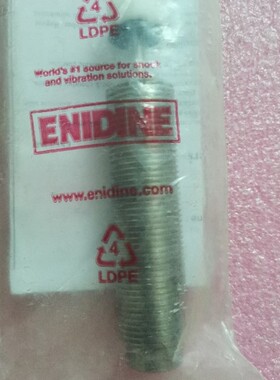 4
LDPE
World's #1 source for shock
and vibration solutions.
ENIDINE
www.enidine.com
4
LDPE